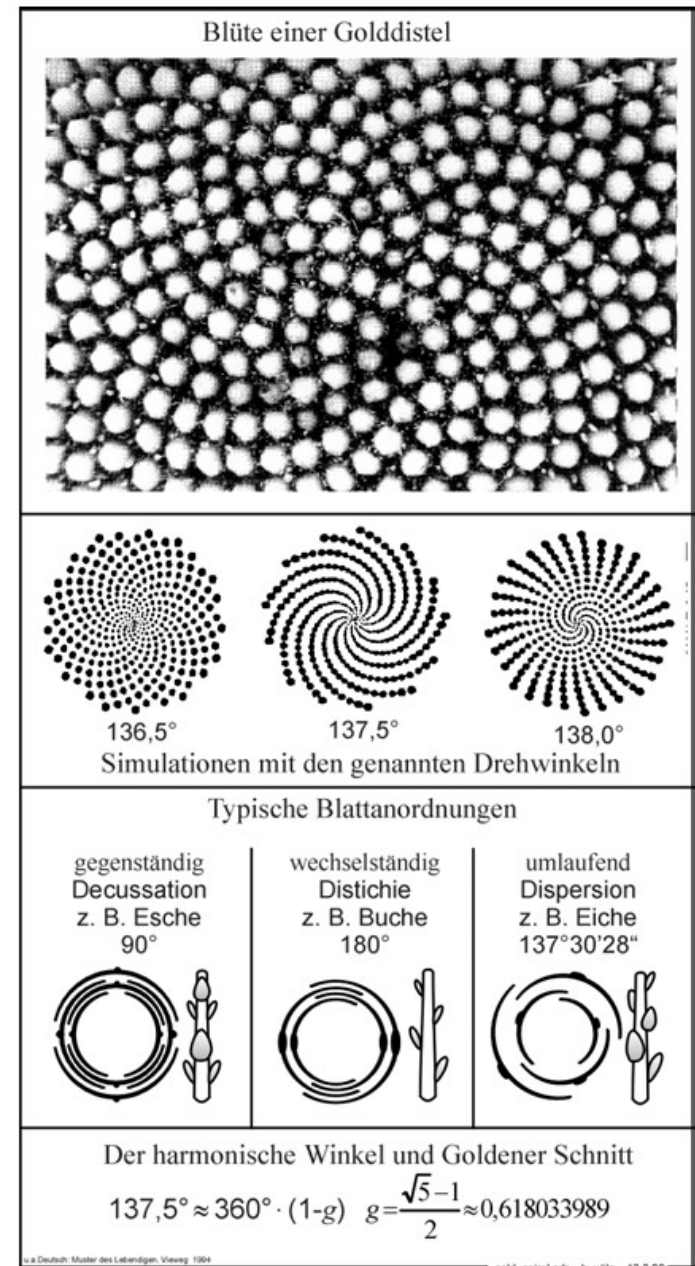 Blüte einer Golddistel
136,5°
137,5°
138,0°
Simulationen mit den genannten Drehwinkeln
Typische Blattanordnungen
gegenständig
Decussation
z. B. Esche
90°
wechselständig
Distichie
z. B. Buche
180°
umlaufend
Dispersion
z. B. Eiche
137°30'28“
Der harmonische Winkel und Goldener Schnitt
137,5° ≈ 360° · (1-g) g = (√5−1)/2 ≈ 0,618033989
u.a.Deutsch: Muster des Lebendigen, Vieweg 1994